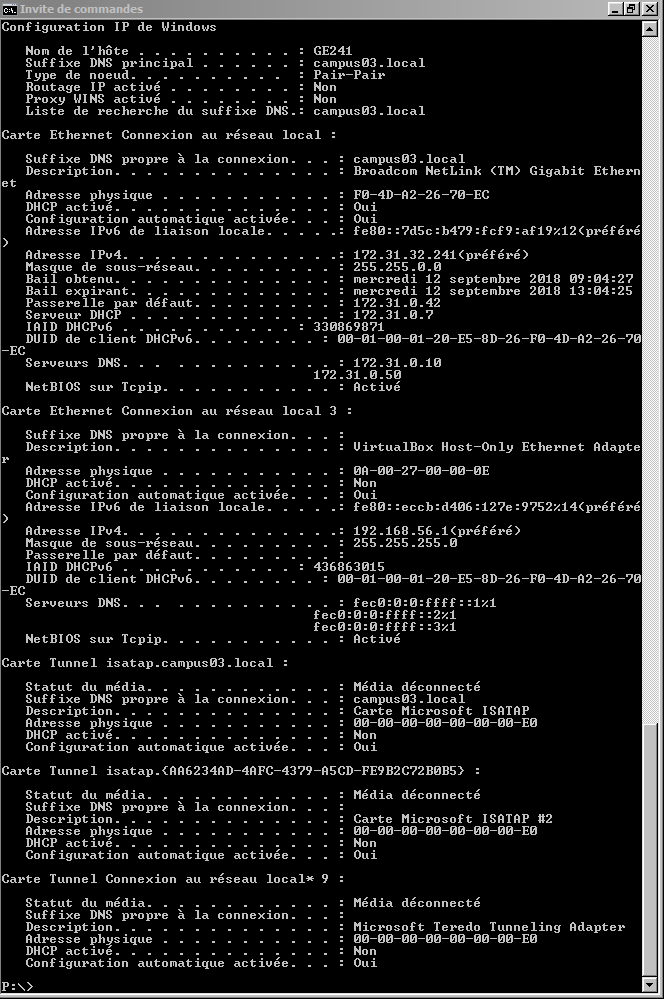 Invite de commandes
Configuration IP de Windows
Nom de l'hôte . . . . . . . . . . : GE241
Suffixe DNS principal . . . . . . : campus03.local
Type de noeud. . . . . . . . . . : Pair-Pair
Routage IP activé . . . . . . . . : Non
Proxy WINS activé . . . . . . . . : Non
Liste de recherche du suffixe DNS.: campus03.local
Carte Ethernet Connexion au réseau local :
Suffixe DNS propre à la connexion. . . : campus03.local
Description. . . . . . . . . . . . . . : Broadcom NetLink (TM) Gigabit Ethern
et
Adresse physique . . . . . . . . . . . : F0-4D-A2-26-70-EC
DHCP activé. . . . . . . . . . . . . . : Oui
Configuration automatique activée. . . : Oui
Adresse IPv6 de liaison locale. . . . .: fe80::7d5c:b479:fcf9:af19%12(préféré
)
Adresse IPv4. . . . . . . . . . . . . .: 172.31.32.241(préféré)
Masque de sous-réseau. . . . . . . . . : 255.255.0.0
Bail obtenu. . . . . . . . . . . . . . : mercredi 12 septembre 2018 09:04:27
Bail expirant. . . . . . . . . . . . . : mercredi 12 septembre 2018 13:04:25
Passerelle par défaut. . . . . . . . . : 172.31.0.42
Serveur DHCP . . . . . . . . . . . . . : 172.31.0.7
IAID DHCPv6 . . . . . . . . . . . : 330869871
DUID de client DHCPv6. . . . . . . . : 00-01-00-01-20-E5-8D-26-F0-4D-A2-26-70
-EC
Serveurs DNS. . . . . . . . . . . . . : 172.31.0.10
172.31.0.50
NetBIOS sur Tcpip. . . . . . . . . . . : Activé
Carte Ethernet Connexion au réseau local 3 :
Suffixe DNS propre à la connexion. . . :
Description. . . . . . . . . . . . . . : VirtualBox Host-Only Ethernet Adapte
r
Adresse physique . . . . . . . . . . . : 0A-00-27-00-00-0E
DHCP activé. . . . . . . . . . . . . . : Non
Configuration automatique activée. . . : Oui
Adresse IPv6 de liaison locale. . . . .: fe80::eccb:d406:127e:9752%14(préféré
)
Adresse IPv4. . . . . . . . . . . . . .: 192.168.56.1(préféré)
Masque de sous-réseau. . . . . . . . . : 255.255.255.0
Passerelle par défaut. . . . . . . . . :
IAID DHCPv6 . . . . . . . . . . . : 436863015
DUID de client DHCPv6. . . . . . . . : 00-01-00-01-20-E5-8D-26-F0-4D-A2-26-70
-EC
Serveurs DNS. . . . . . . . . . . . . : fec0:0:0:ffff::1%1
fec0:0:0:ffff::2%1
fec0:0:0:ffff::3%1
NetBIOS sur Tcpip. . . . . . . . . . . : Activé
Carte Tunnel isatap.campus03.local :
Statut du média. . . . . . . . . . . . : Média déconnecté
Suffixe DNS propre à la connexion. . . : campus03.local
Description. . . . . . . . . . . . . . : Carte Microsoft ISATAP
Adresse physique . . . . . . . . . . . : 00-00-00-00-00-00-00-E0
DHCP activé. . . . . . . . . . . . . . : Non
Configuration automatique activée. . . : Oui
Carte Tunnel isatap.{AA6234AD-4AFC-4379-A5CD-FE9B2C72B0B5} :
Statut du média. . . . . . . . . . . . : Média déconnecté
Suffixe DNS propre à la connexion. . . :
Description. . . . . . . . . . . . . . : Carte Microsoft ISATAP #2
Adresse physique . . . . . . . . . . . : 00-00-00-00-00-00-00-E0
DHCP activé. . . . . . . . . . . . . . : Non
Configuration automatique activée. . . : Oui
Carte Tunnel Connexion au réseau local* 9 :
Statut du média. . . . . . . . . . . . : Média déconnecté
Suffixe DNS propre à la connexion. . . :
Description. . . . . . . . . . . . . . : Microsoft Teredo Tunneling Adapter
Adresse physique . . . . . . . . . . . : 00-00-00-00-00-00-00-E0
DHCP activé. . . . . . . . . . . . . . : Non
Configuration automatique activée. . . : Oui
P:\>